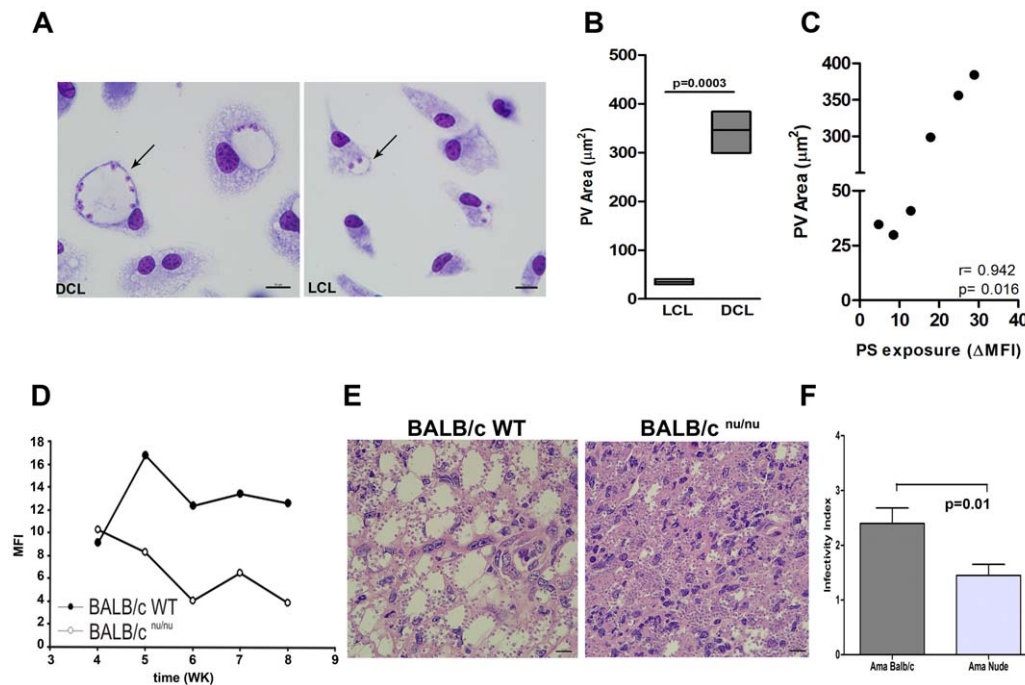 A
DCL
LCL
B
PV Area (µm²)
500
400
300
200
100
0
p=0.0003
LCL DCL
C
PV Area (µm²)
400
350
300
50
25
0
r= 0.942
p= 0.016
0 10 20 30 40
PS exposure (ΔMFI)
D
MFI
18
16
14
12
10
8
6
4
2
0
BALB/c WT
BALB/c nu/nu
3 4 5 6 7 8 9
time (WK)
E
BALB/c WT
BALB/c nu/nu
F
Infectivity Index
4
3
2
1
0
p=0.01
Ama Balb/c Ama Nude